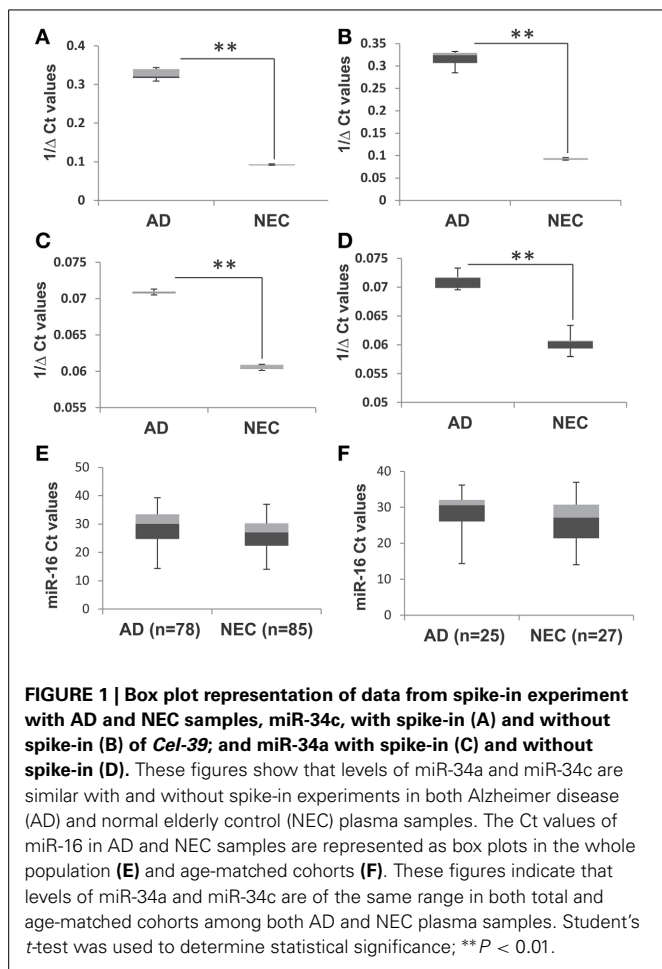 A
B
0.4
0.3
0.2
0.1
0
1/Δ Ct values
**
AD
NEC
0.35
0.3
0.25
0.2
0.15
0.1
0.05
0
1/Δ Ct values
**
AD
NEC
C
D
0.075
0.07
0.065
0.06
0.055
1/Δ Ct values
**
AD
NEC
0.075
0.07
0.065
0.06
0.055
0.05
1/Δ Ct values
**
AD
NEC
E
F
50
40
30
20
10
0
miR-16 Ct values
AD (n=78)
NEC (n=85)
40
30
20
10
0
miR-16 Ct values
AD (n=25)
NEC (n=27)
FIGURE 1 | Box plot representation of data from spike-in experiment
with AD and NEC samples, miR-34c, with spike-in (A) and without
spike-in (B) of Cel-39; and miR-34a with spike-in (C) and without
spike-in (D). These figures show that levels of miR-34a and miR-34c are
similar with and without spike-in experiments in both Alzheimer disease
(AD) and normal elderly control (NEC) plasma samples. The Ct values of
miR-16 in AD and NEC samples are represented as box plots in the whole
population (E) and age-matched cohorts (F). These figures indicate that
levels of miR-34a and miR-34c are of the same range in both total and
age-matched cohorts among both AD and NEC plasma samples. Student's
t-test was used to determine statistical significance; **P < 0.01.